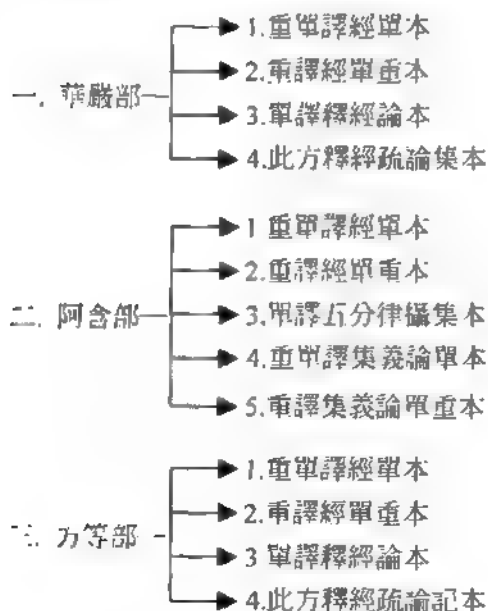 一. 華嚴部
1.重單譯經單本
2.重譯經單重本
3.單譯釋經論本
4.此方釋經疏論集本
二. 阿含部
1 重單譯經單本
2.重譯經單重本
3.單譯五分律攝集本
4.重單譯集義論單本
5.重譯集義論單重本
三. 方等部
1.重單譯經單本
2.重譯經單重本
3 單譯釋經論本
4.此方釋經疏論記本